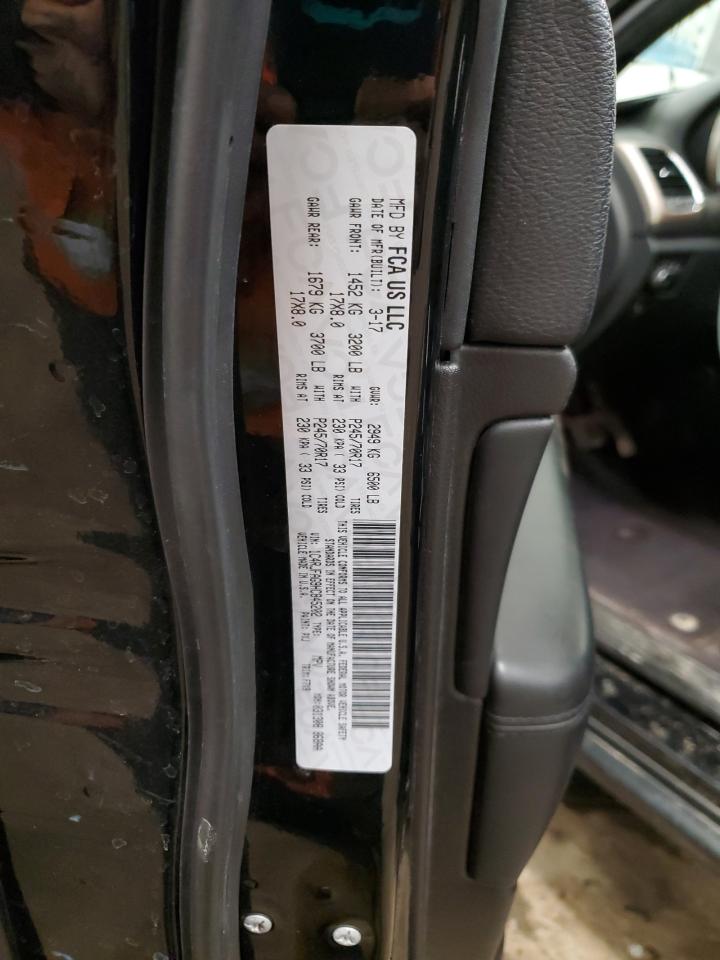 MFD BY FCA US LLC
DATE OF MFR(BUILT): 3-17 GVWR: 2949 KG 6500 LB
GAWR FRONT: 1452 KG 3200 LB WITH P245/70R17 TIRES
17X8.0 RIMS AT 230 KPA( 33 PSI) COLD
GAWR REAR: 1679 KG 3700 LB WITH P245/70R17 TIRES
17X8.0 RIMS AT 230 KPA( 33 PSI) COLD
THIS VEHICLE CONFORMS TO ALL APPLICABLE U.S.A. FEDERAL MOTOR VEHICLE SAFETY
STANDARDS IN EFFECT ON THE DATE OF MANUFACTURE SHOWN ABOVE.
VIN: TYPE: MPV
VEHICLE MADE IN U.S.A. PAINT: TRIM: